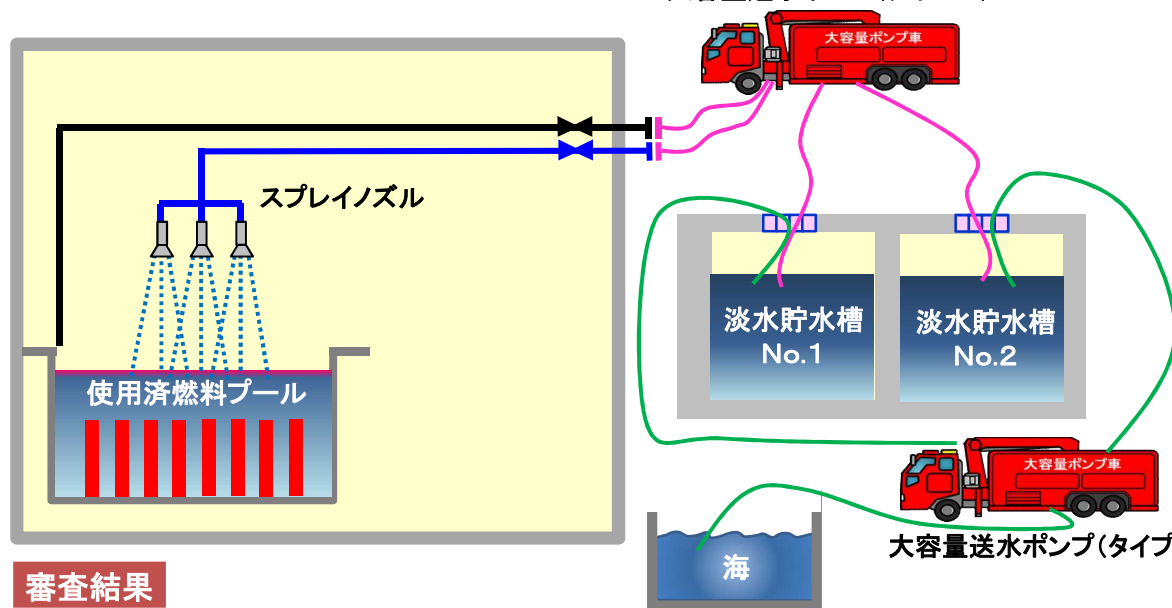 大容量ポンプ車
スプレイノズル
使用済燃料プール
淡水貯水槽
No.1
淡水貯水槽
No.2
大容量ポンプ車
大容量送水ポンプ(タイプ
海
審査結果